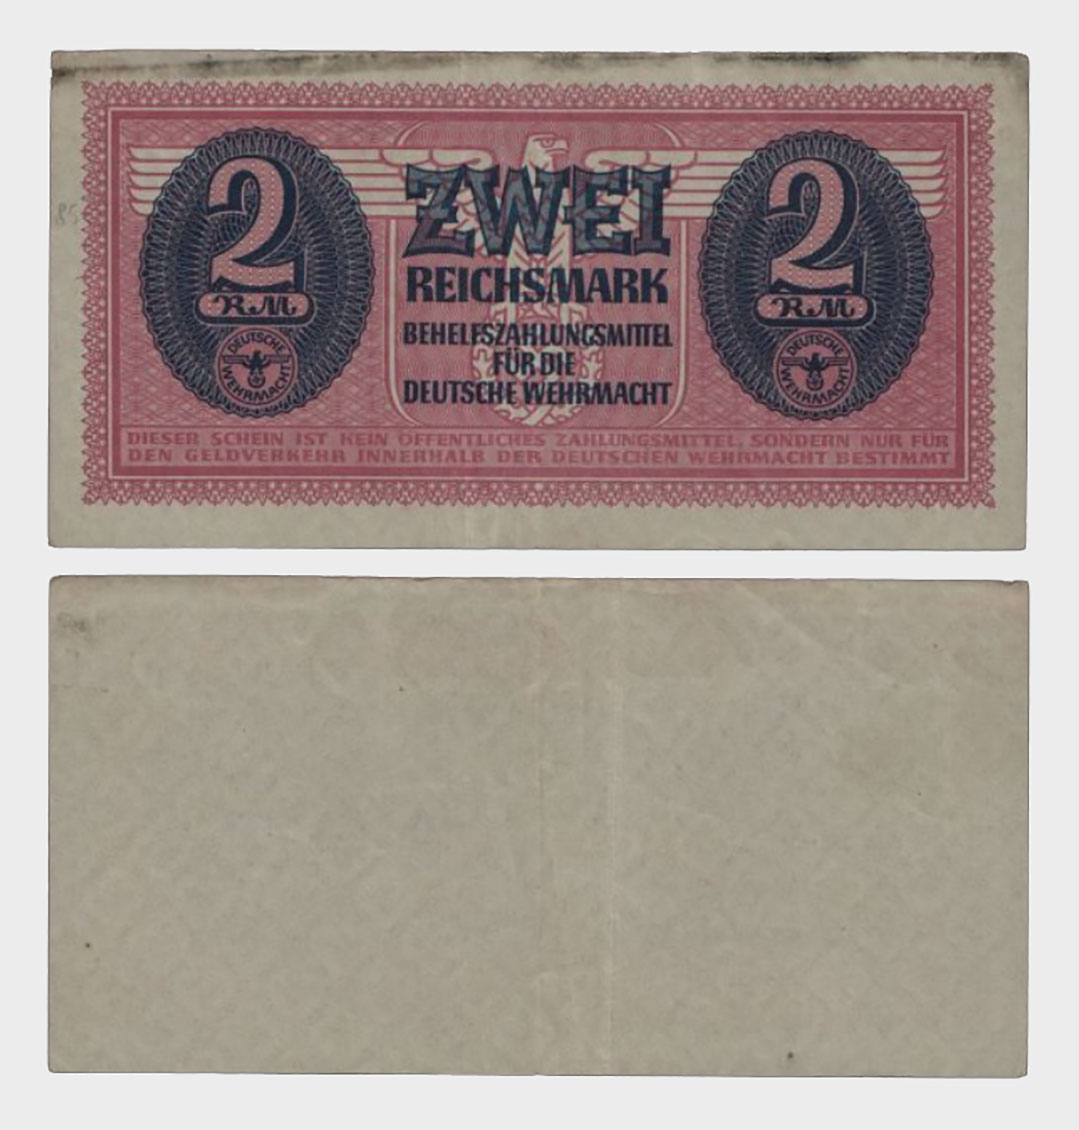 2
RM
DEUTSCHE
WEHRMACHT
ZWEI
REICHSMARK
BEHELFSZAHLUNGSMITTEL
FÜR DIE
DEUTSCHE WEHRMACHT
2
RM
DEUTSCHE
WEHRMACHT
DIESER SCHEIN IST KEIN ÖFFENTLICHES ZAHLUNGSMITTEL, SONDERN NUR FÜR
DEN GELDVERKEHR INNERHALB DER DEUTSCHEN WEHRMACHT BESTIMMT